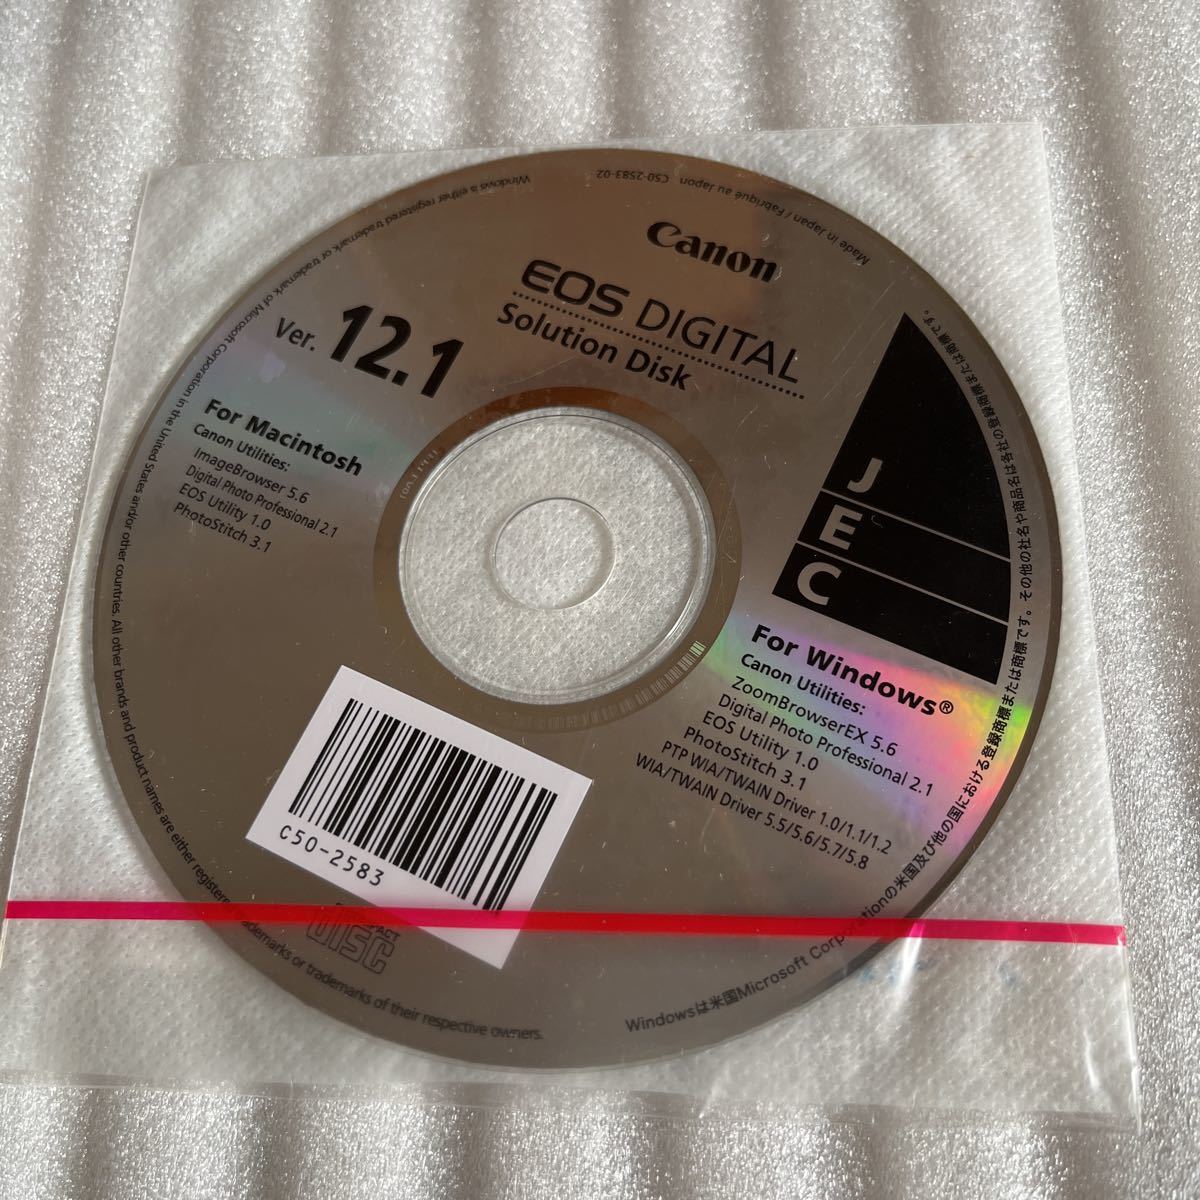 Canon
EOS DIGITAL
Solution Disk
Ver. 12.1
For Macintosh
Canon Utilities:
ImageBrowser 5.6
Digital Photo Professional 2.1
EOS Utility 1.0
PhotoStitch 3.1
J
E
C
For Windows®
Canon Utilities:
ZoomBrowserEX 5.6
Digital Photo Professional 2.1
EOS Utility 1.0
PhotoStitch 3.1
PTP WIA/TWAIN Driver 1.0/1.1/1.2
WIA/TWAIN Driver 5.5/5.6/5.7/5.8
C50-2583
DISC
Windows is either registered trademark or trademark of Microsoft Corporation in the United States and/or other countries. All other brands and product names are either registered trademarks or trademarks of their respective owners.
Windowsは米国Microsoft Corporationの米国及び他の国における登録商標または商標です。その他の社名や商品名は各社の登録商標または商標です。
Made in Japan / Fabriqué au Japon C50-2583-02